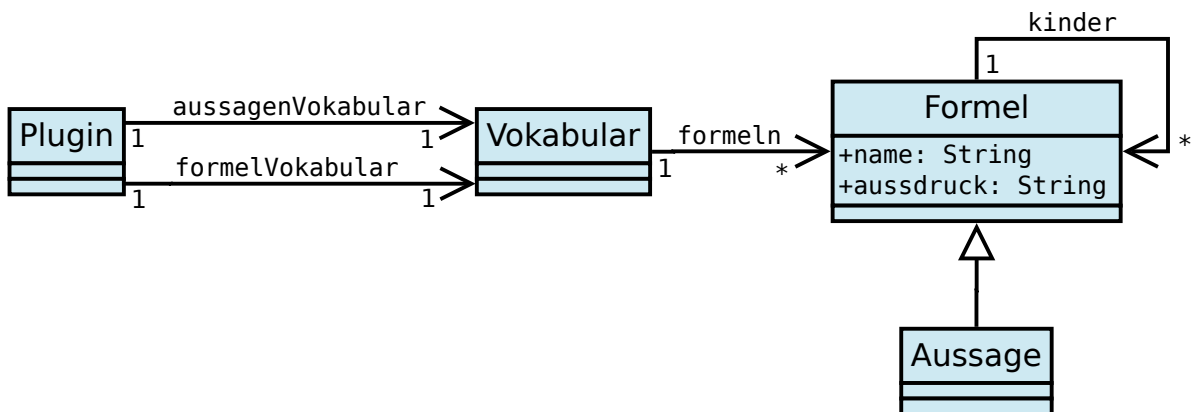 kinder
1
Formel
aussagenVokabular
Plugin
1
1
Vokabular
formeln
*
+name: String
formelVokabular
1
*
+aussdruck: String
1
1
Aussage